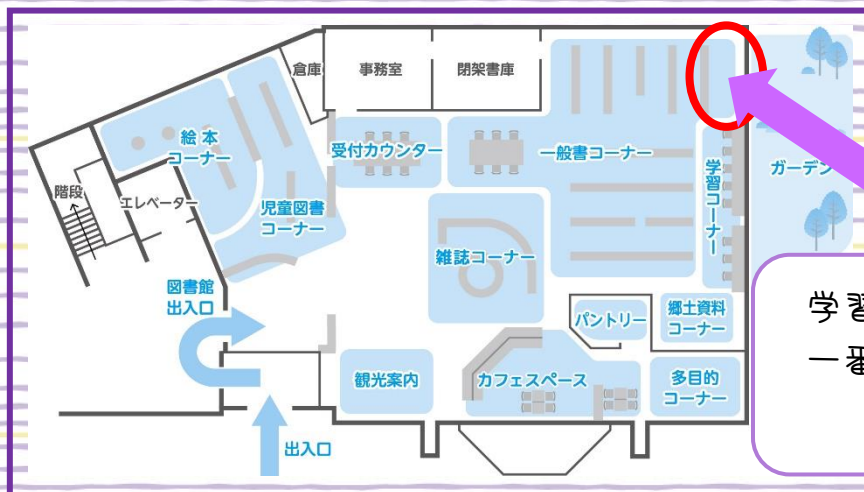 倉庫
事務室
閉架書庫
絵本
コーナー
受付カウンター
一般書コーナー
学習コーナー
ガーデン
階段
エレベーター
児童図書
コーナー
雑誌コーナー
図書館
出入口
パントリー
郷土資料
コーナー
観光案内
カフェスペース
多目的
コーナー
出入口
学習
一番